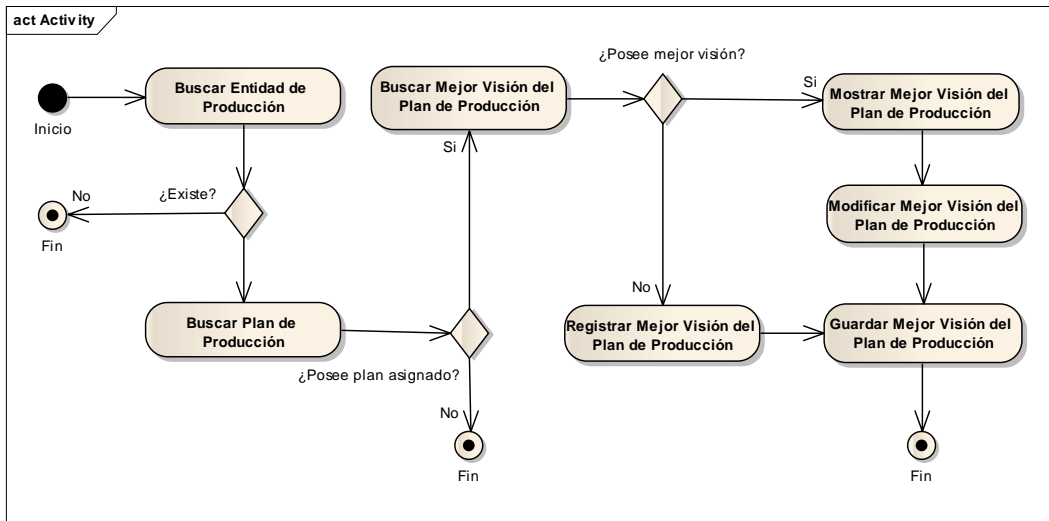 act Activity
Inicio
Buscar Entidad de
Producción
¿Existe?
No
Fin
Buscar Plan de
Producción
¿Posee plan asignado?
No
Fin
Si
Buscar Mejor Visión del
Plan de Producción
¿Posee mejor visión?
Si
Mostrar Mejor Visión del
Plan de Producción
Modificar Mejor Visión del
Plan de Producción
No
Registrar Mejor Visión del
Plan de Producción
Guardar Mejor Visión del
Plan de Producción
Fin